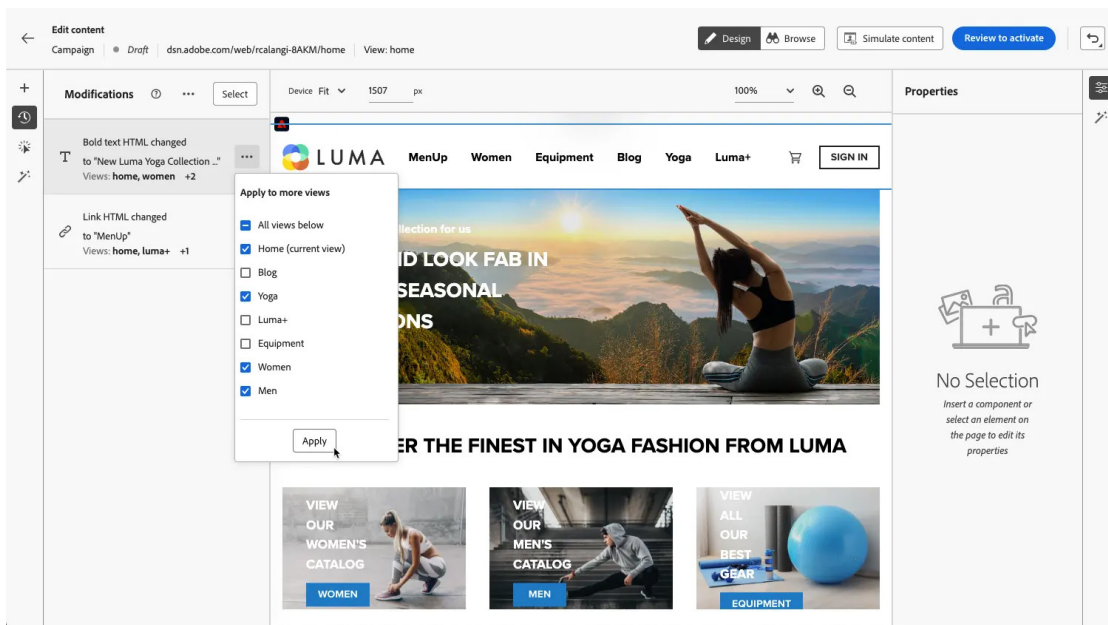 Edit content
Campaign Draft dsn.adobe.com/web/rcalangi-8AKM/home View: home
Design Browse Simulate content Review to activate
Modifications Select
Device Fit 1507 px 100%
Properties
Bold text HTML changed
to "New Luma Yoga Collection .."
Views: home, women +2
Link HTML changed
to "MenUp"
Views: home, luma+ +1
Apply to more views
All views below
Home (current view)
Blog
Yoga
Luma+
Equipment
Women
Men
Apply
LUMA MenUp Women Equipment Blog Yoga Luma+ SIGN IN
llection for us
ND LOOK FAB IN
SEASONAL
ONS
ER THE FINEST IN YOGA FASHION FROM LUMA
VIEW
OUR
WOMEN'S
CATALOG
WOMEN
VIEW
OUR
MEN'S
CATALOG
MEN
VIEW
ALL
OUR
BEST
GEAR
EQUIPMENT
No Selection
Insert a component or
select an element on
the page to edit its
properties